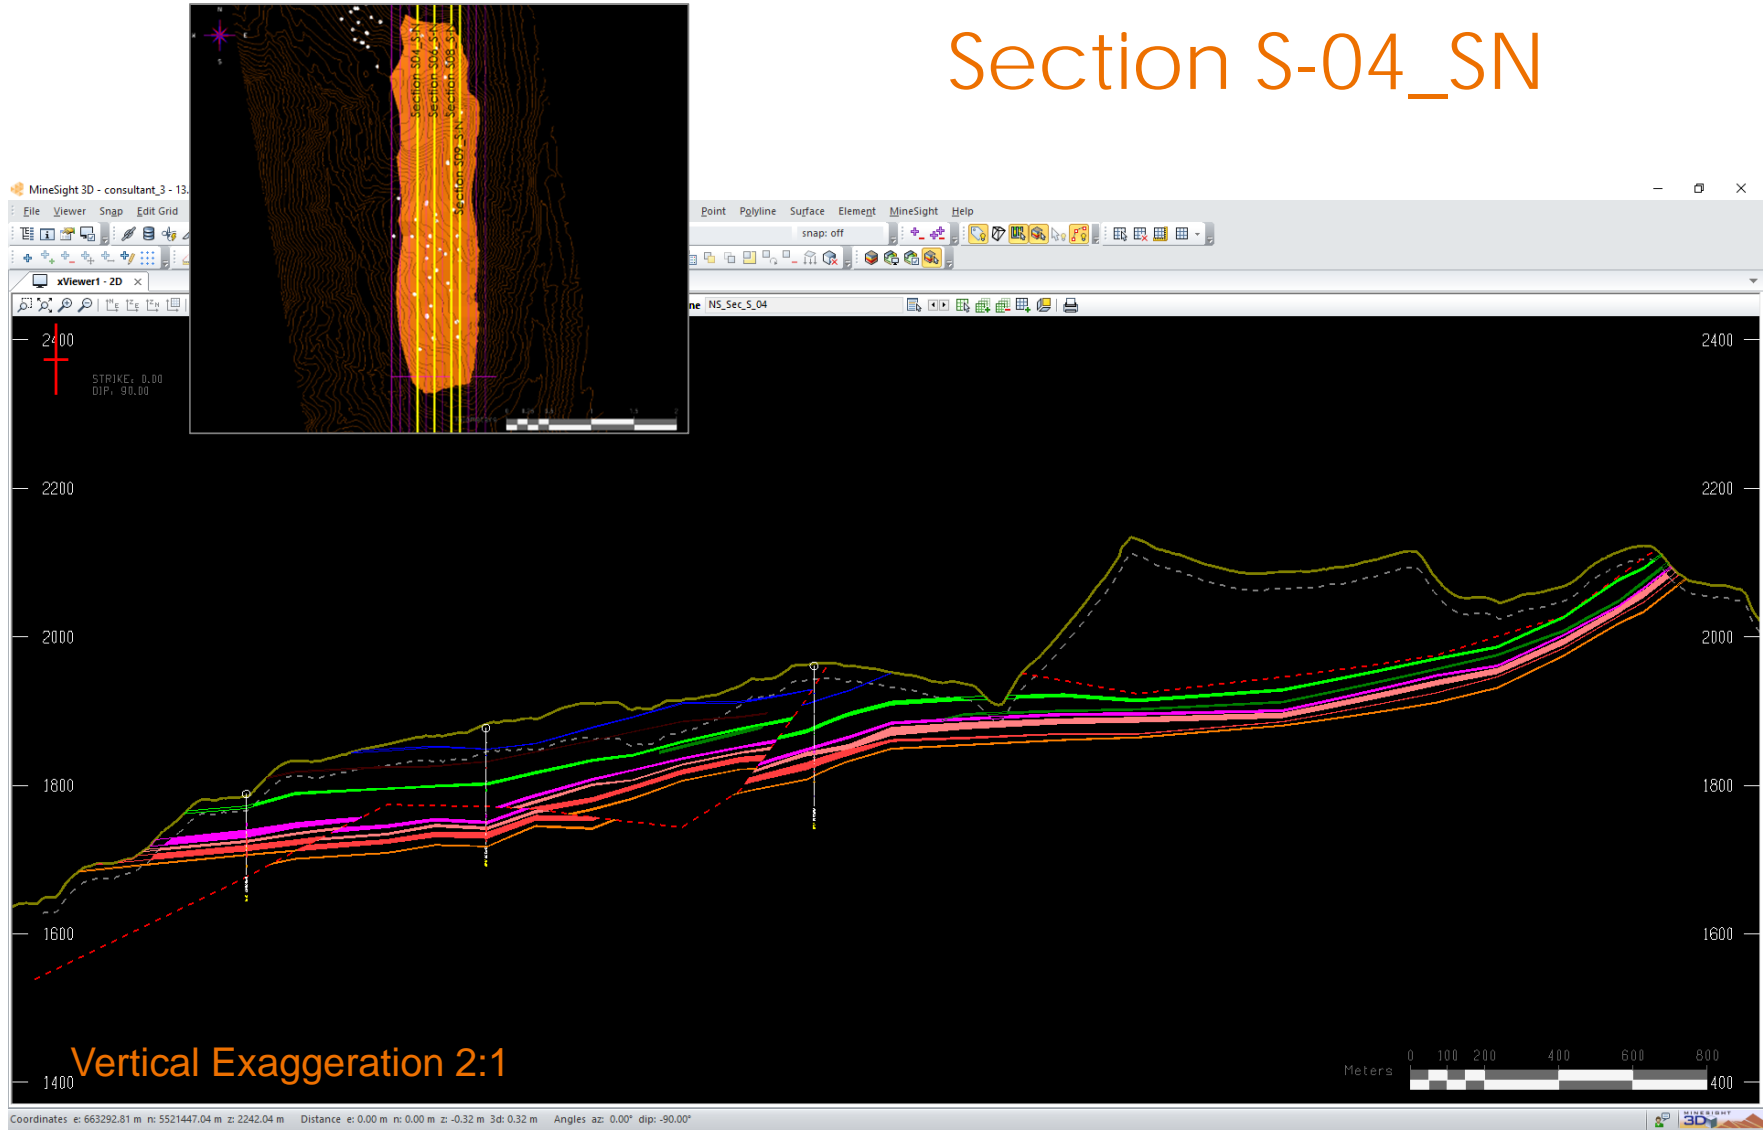 Section S-04_SN
N
W
E
S
Section S04_S-N
Section S06_S-N
Section S08_S-N
Section S09_S-N
MineSight 3D - consultant_3 - 13.
File Viewer Snap Edit Grid
Point Polyline Surface Element MineSight Help
snap: off
xViewer1 - 2D
ne NS_Sec_S_04
2400
2400
STRIKE: 0.00
DIP: 90.00
2200
2200
2000
2000
1800
1800
1600
1600
Vertical Exaggeration 2:1
0 100 200 400 600 800
Meters
1400
400
Coordinates e: 663292.81 m n: 5521447.04 m z: 2242.04 m Distance e: 0.00 m n: 0.00 m z: -0.32 m 3d: 0.32 m Angles az: 0.00° dip: -90.00°
MINESIGHT
3D